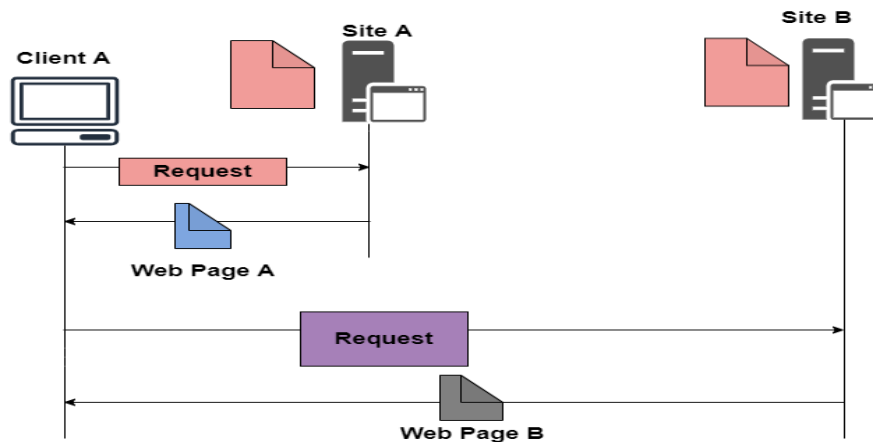 Client A
Site A
Site B
Request
Web Page A
Request
Web Page B